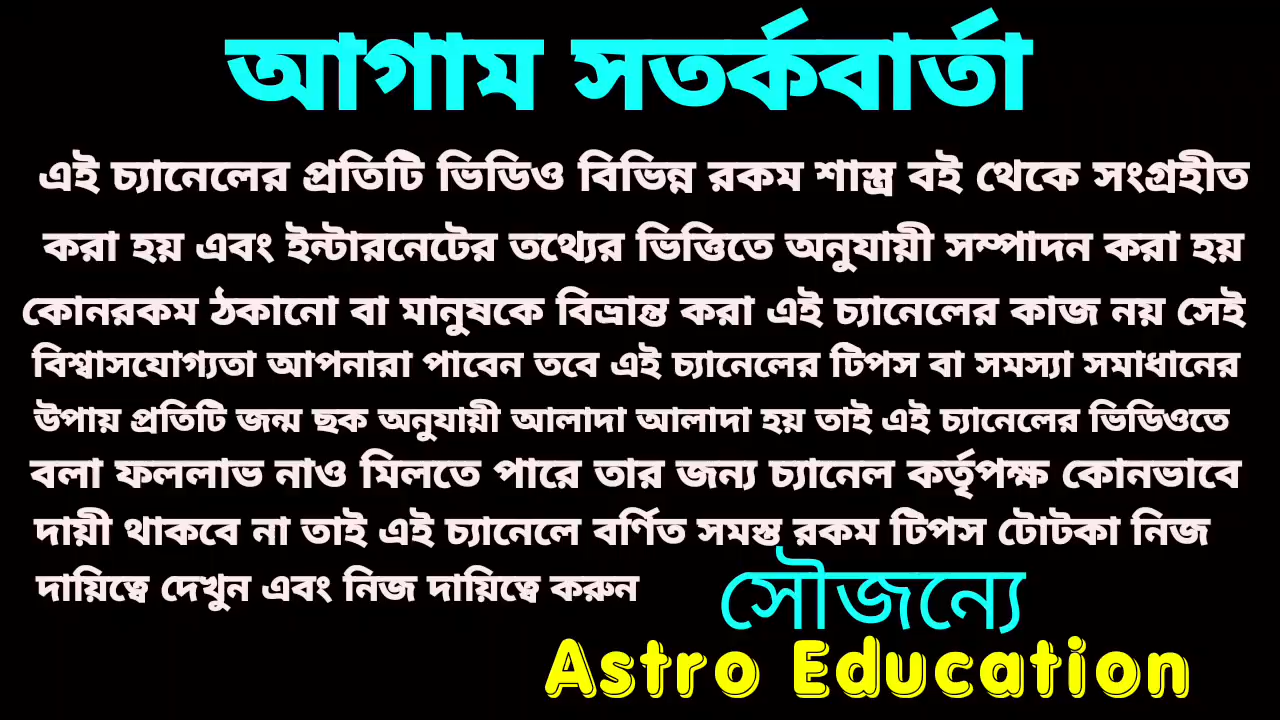 আগাম সতর্কবার্তা
এই চ্যানেলের প্রতিটি ভিডিও বিভিন্ন রকম শাস্ত্র বই থেকে সংগ্রহীত
করা হয় এবং ইন্টারনেটের তথ্যের ভিত্তিতে অনুযায়ী সম্পাদন করা হয়
কোনরকম ঠকানো বা মানুষকে বিভ্রান্ত করা এই চ্যানেলের কাজ নয় সেই
বিশ্বাসযোগ্যতা আপনারা পাবেন তবে এই চ্যানেলের টিপস বা সমস্যা সমাধানের
উপায় প্রতিটি জন্ম ছক অনুযায়ী আলাদা আলাদা হয় তাই এই চ্যানেলের ভিডিওতে
বলা ফললাভ নাও মিলতে পারে তার জন্য চ্যানেল কর্তৃপক্ষ কোনভাবে
দায়ী থাকবে না তাই এই চ্যানেলে বর্ণিত সমস্ত রকম টিপস টোটকা নিজ
দায়িত্বে দেখুন এবং নিজ দায়িত্বে করুন
সৌজন্যে
Astro Education